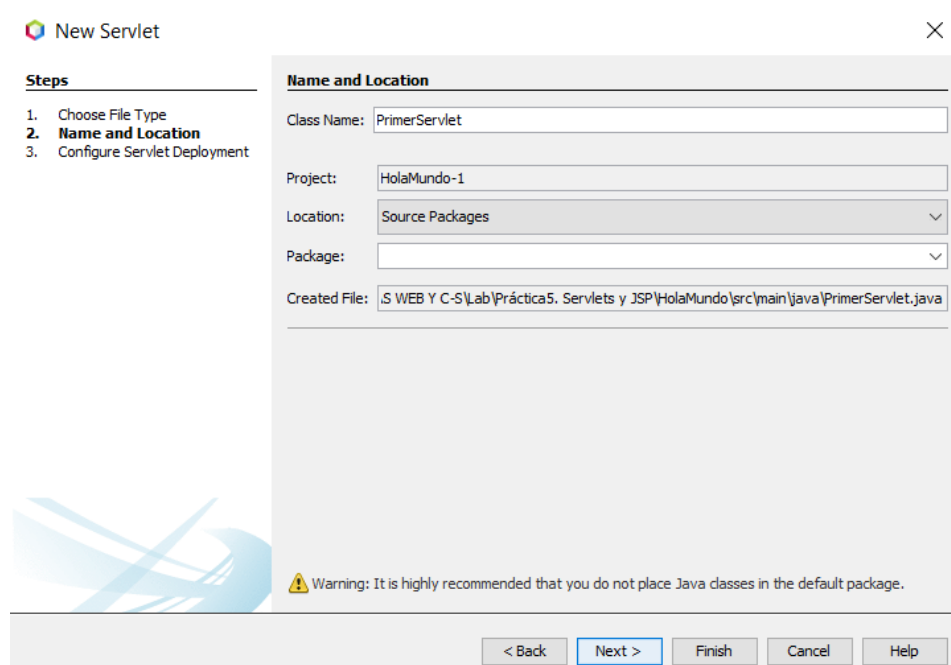 New Servlet
Steps
1. Choose File Type
2. Name and Location
3. Configure Servlet Deployment
Name and Location
Class Name: PrimerServlet
Project: HolaMundo-1
Location: Source Packages
Package:
Created File: .S WEB Y C-S\Lab\Práctica5. Servlets y JSP\HolaMundo\src\main\java\PrimerServlet.java
Warning: It is highly recommended that you do not place Java classes in the default package.
< Back Next > Finish Cancel Help